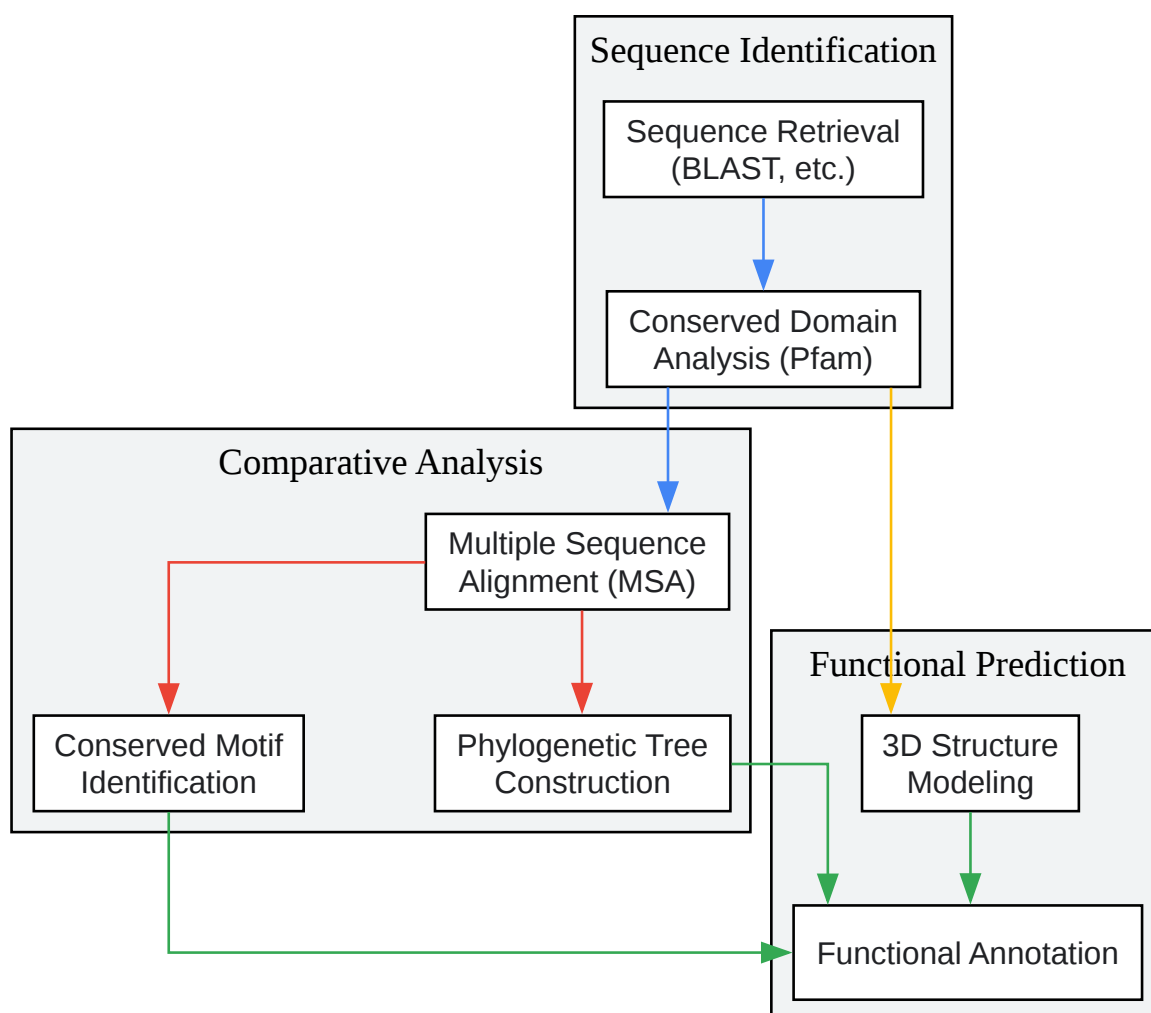 Sequence Identification
Sequence Retrieval
(BLAST, etc.)
Conserved Domain
Analysis (Pfam)
Comparative Analysis
Multiple Sequence
Alignment (MSA)
Conserved Motif
Identification
Phylogenetic Tree
Construction
Functional Prediction
3D Structure
Modeling
Functional Annotation